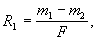 R₁ = (m₁ − m₂) / F,